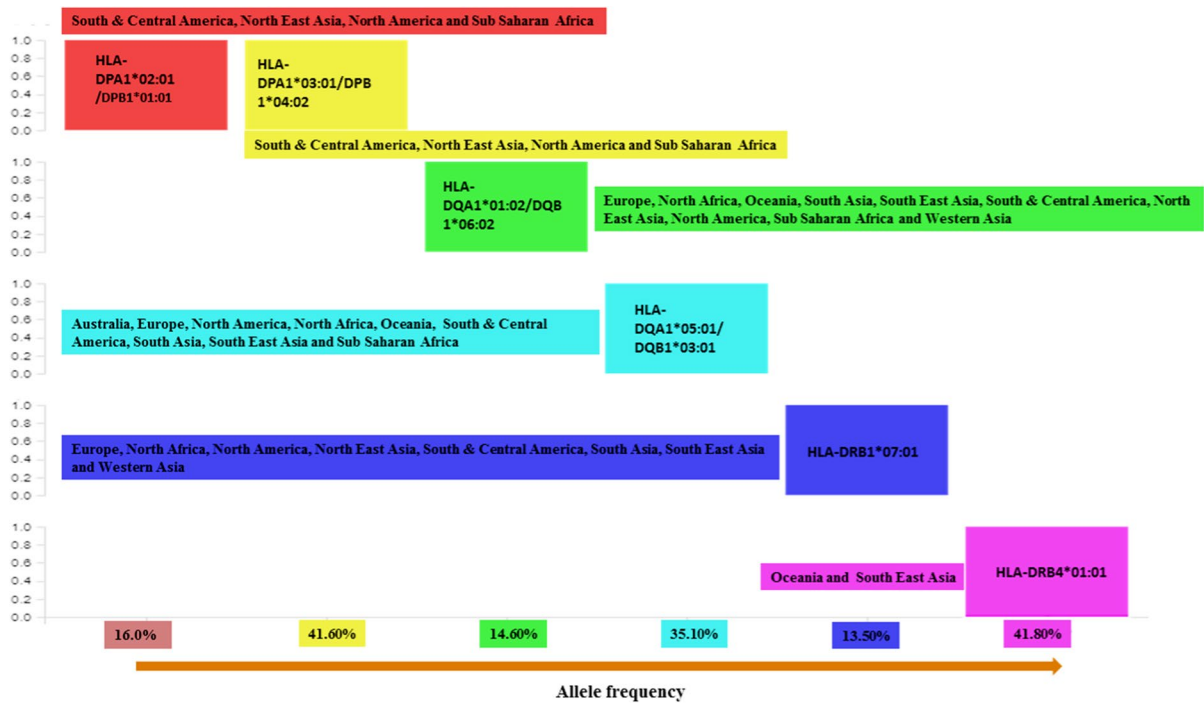 South & Central America, North East Asia, North America and Sub Saharan Africa
1.0
0.8
0.6
0.4
0.2
0.0
HLA-
DPA1*02:01
/DPB1*01:01
HLA-
DPA1*03:01/DPB
1*04:02
South & Central America, North East Asia, North America and Sub Saharan Africa
1.0
0.8
0.6
0.4
0.2
0.0
HLA-
DQA1*01:02/DQB
1*06:02
Europe, North Africa, Oceania, South Asia, South East Asia, South & Central America, North
East Asia, North America, Sub Saharan Africa and Western Asia
1.0
0.8
0.6
0.4
0.2
0.0
Australia, Europe, North America, North Africa, Oceania, South & Central
America, South Asia, South East Asia and Sub Saharan Africa
HLA-
DQA1*05:01/
DQB1*03:01
1.0
0.8
0.6
0.4
0.2
0.0
Europe, North Africa, North America, North East Asia, South & Central America, South Asia, South East Asia
and Western Asia
HLA-DRB1*07:01
1.0
0.8
0.6
0.4
0.2
0.0
Oceania and South East Asia
HLA-DRB4*01:01
16.0%
41.60%
14.60%
35.10%
13.50%
41.80%
Allele frequency